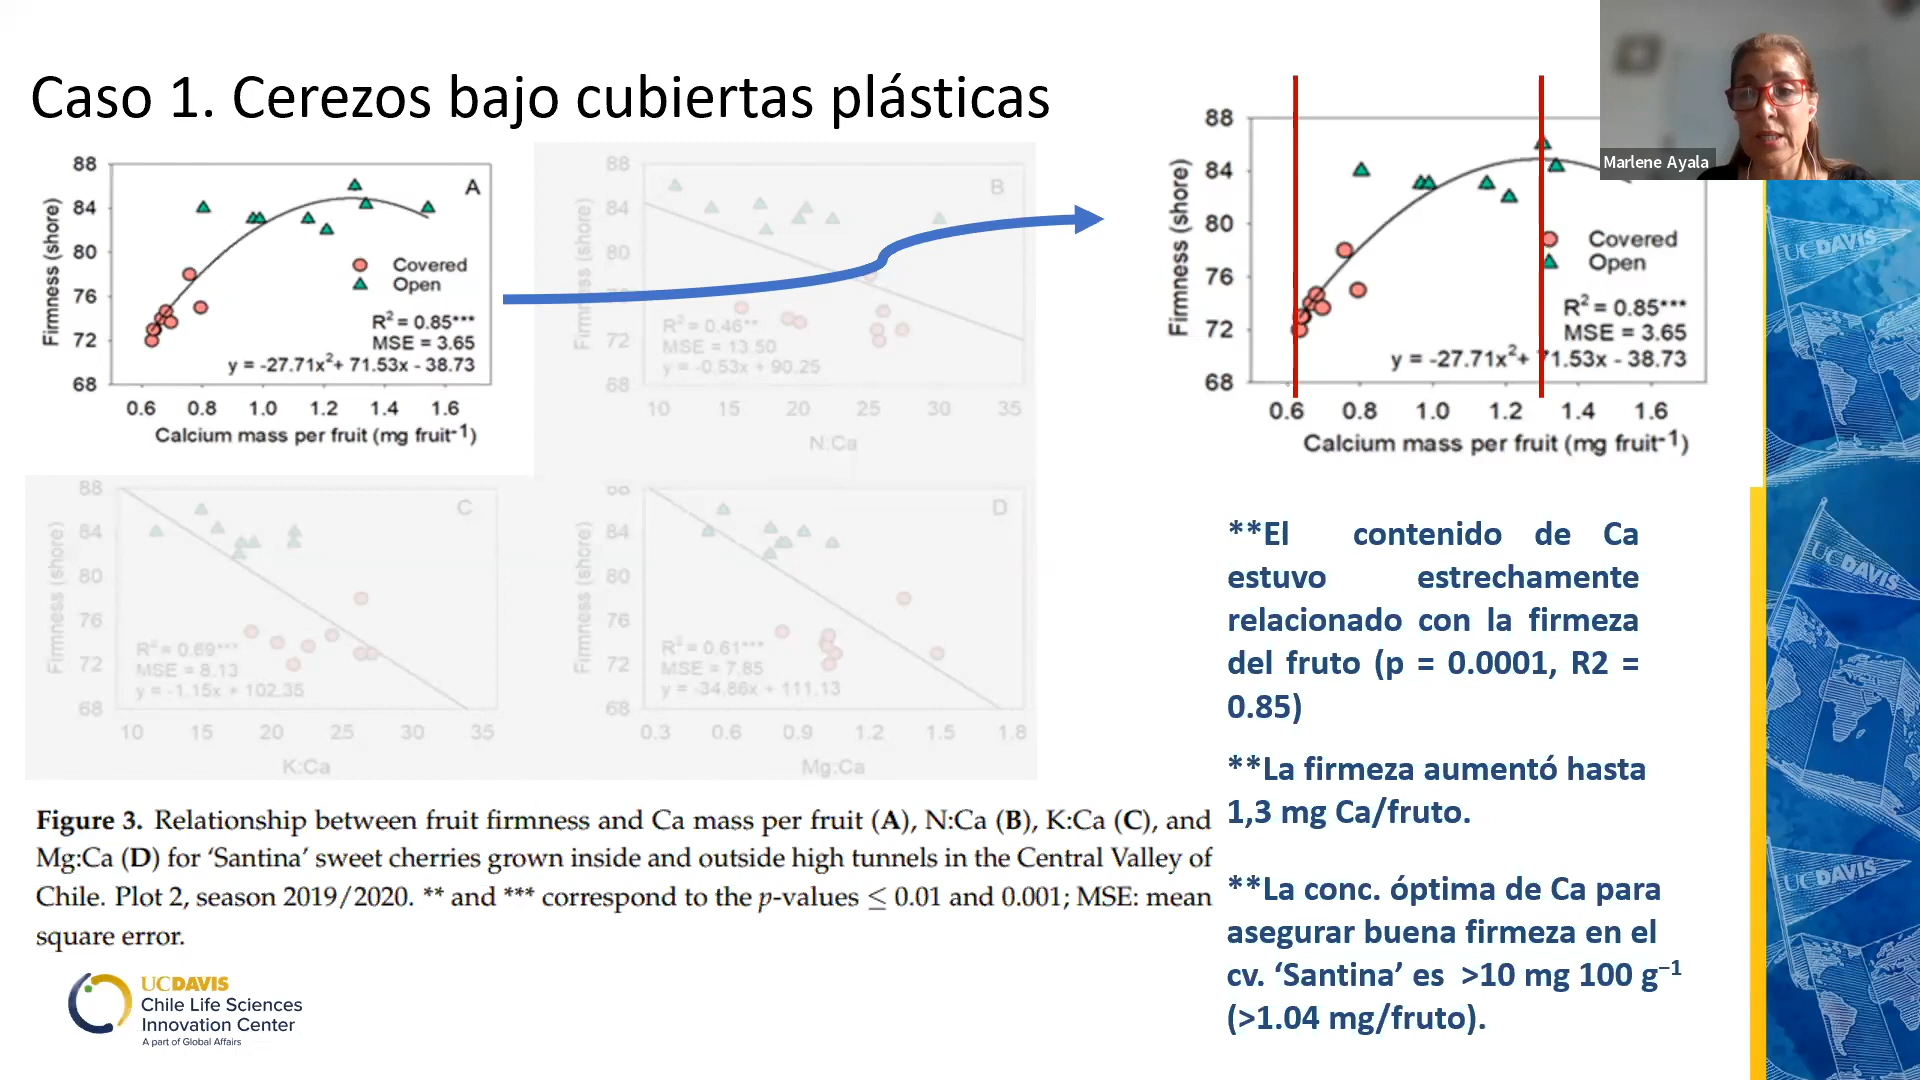 Caso 1. Cerezos bajo cubiertas plásticas
88
84
80
76
72
68
Firmness (shore)
A
Covered
Open
R² = 0.85***
MSE = 3.65
y = -27.71x²+ 71.53x - 38.73
0.6 0.8 1.0 1.2 1.4 1.6
Calcium mass per fruit (mg fruit⁻¹)
88
84
80
76
72
68
Firmness (shore)
B
R² = 0.46**
MSE = 13.50
y = -0.53x + 90.25
10 15 20 25 30 35
N:Ca
88
84
80
76
72
68
Firmness (shore)
C
R² = 0.69***
MSE = 8.13
y = -1.15x + 102.35
10 15 20 25 30 35
K:Ca
88
84
80
76
72
68
Firmness (shore)
D
R² = 0.61***
MSE = 7.85
y = -34.86x + 111.13
0.3 0.6 0.9 1.2 1.5 1.8
Mg:Ca
Figure 3. Relationship between fruit firmness and Ca mass per fruit (A), N:Ca (B), K:Ca (C), and
Mg:Ca (D) for ‘Santina’ sweet cherries grown inside and outside high tunnels in the Central Valley of
Chile. Plot 2, season 2019/2020. ** and *** correspond to the p-values ≤ 0.01 and 0.001; MSE: mean
square error.
UCDAVIS
Chile Life Sciences
Innovation Center
A part of Global Affairs
88
84
80
76
72
68
Firmness (shore)
Covered
Open
R² = 0.85***
MSE = 3.65
y = -27.71x²+ 71.53x - 38.73
0.6 0.8 1.0 1.2 1.4 1.6
Calcium mass per fruit (mg fruit⁻¹)
**El contenido de Ca
estuvo estrechamente
relacionado con la firmeza
del fruto (p = 0.0001, R2 =
0.85)
**La firmeza aumentó hasta
1,3 mg Ca/fruto.
**La conc. óptima de Ca para
asegurar buena firmeza en el
cv. ‘Santina’ es >10 mg 100 g⁻¹
(>1.04 mg/fruto).
Marlene Ayala
UCDAVIS
UCDAVIS
UCDAVIS